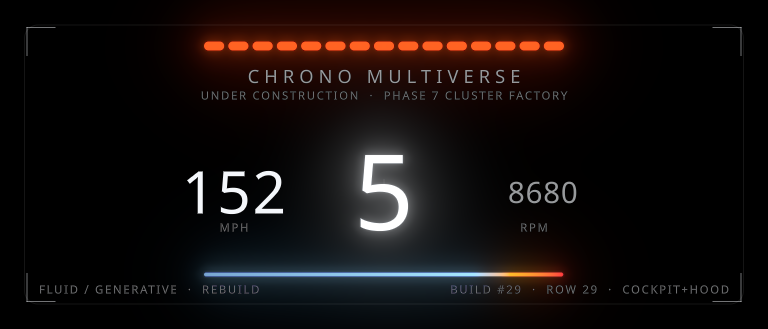 CHRONO MULTIVERSE
UNDER CONSTRUCTION · PHASE 7 CLUSTER FACTORY
152
MPH
5
8680
RPM
FLUID / GENERATIVE · REBUILD
BUILD #29 · ROW 29 · COCKPIT+HOOD